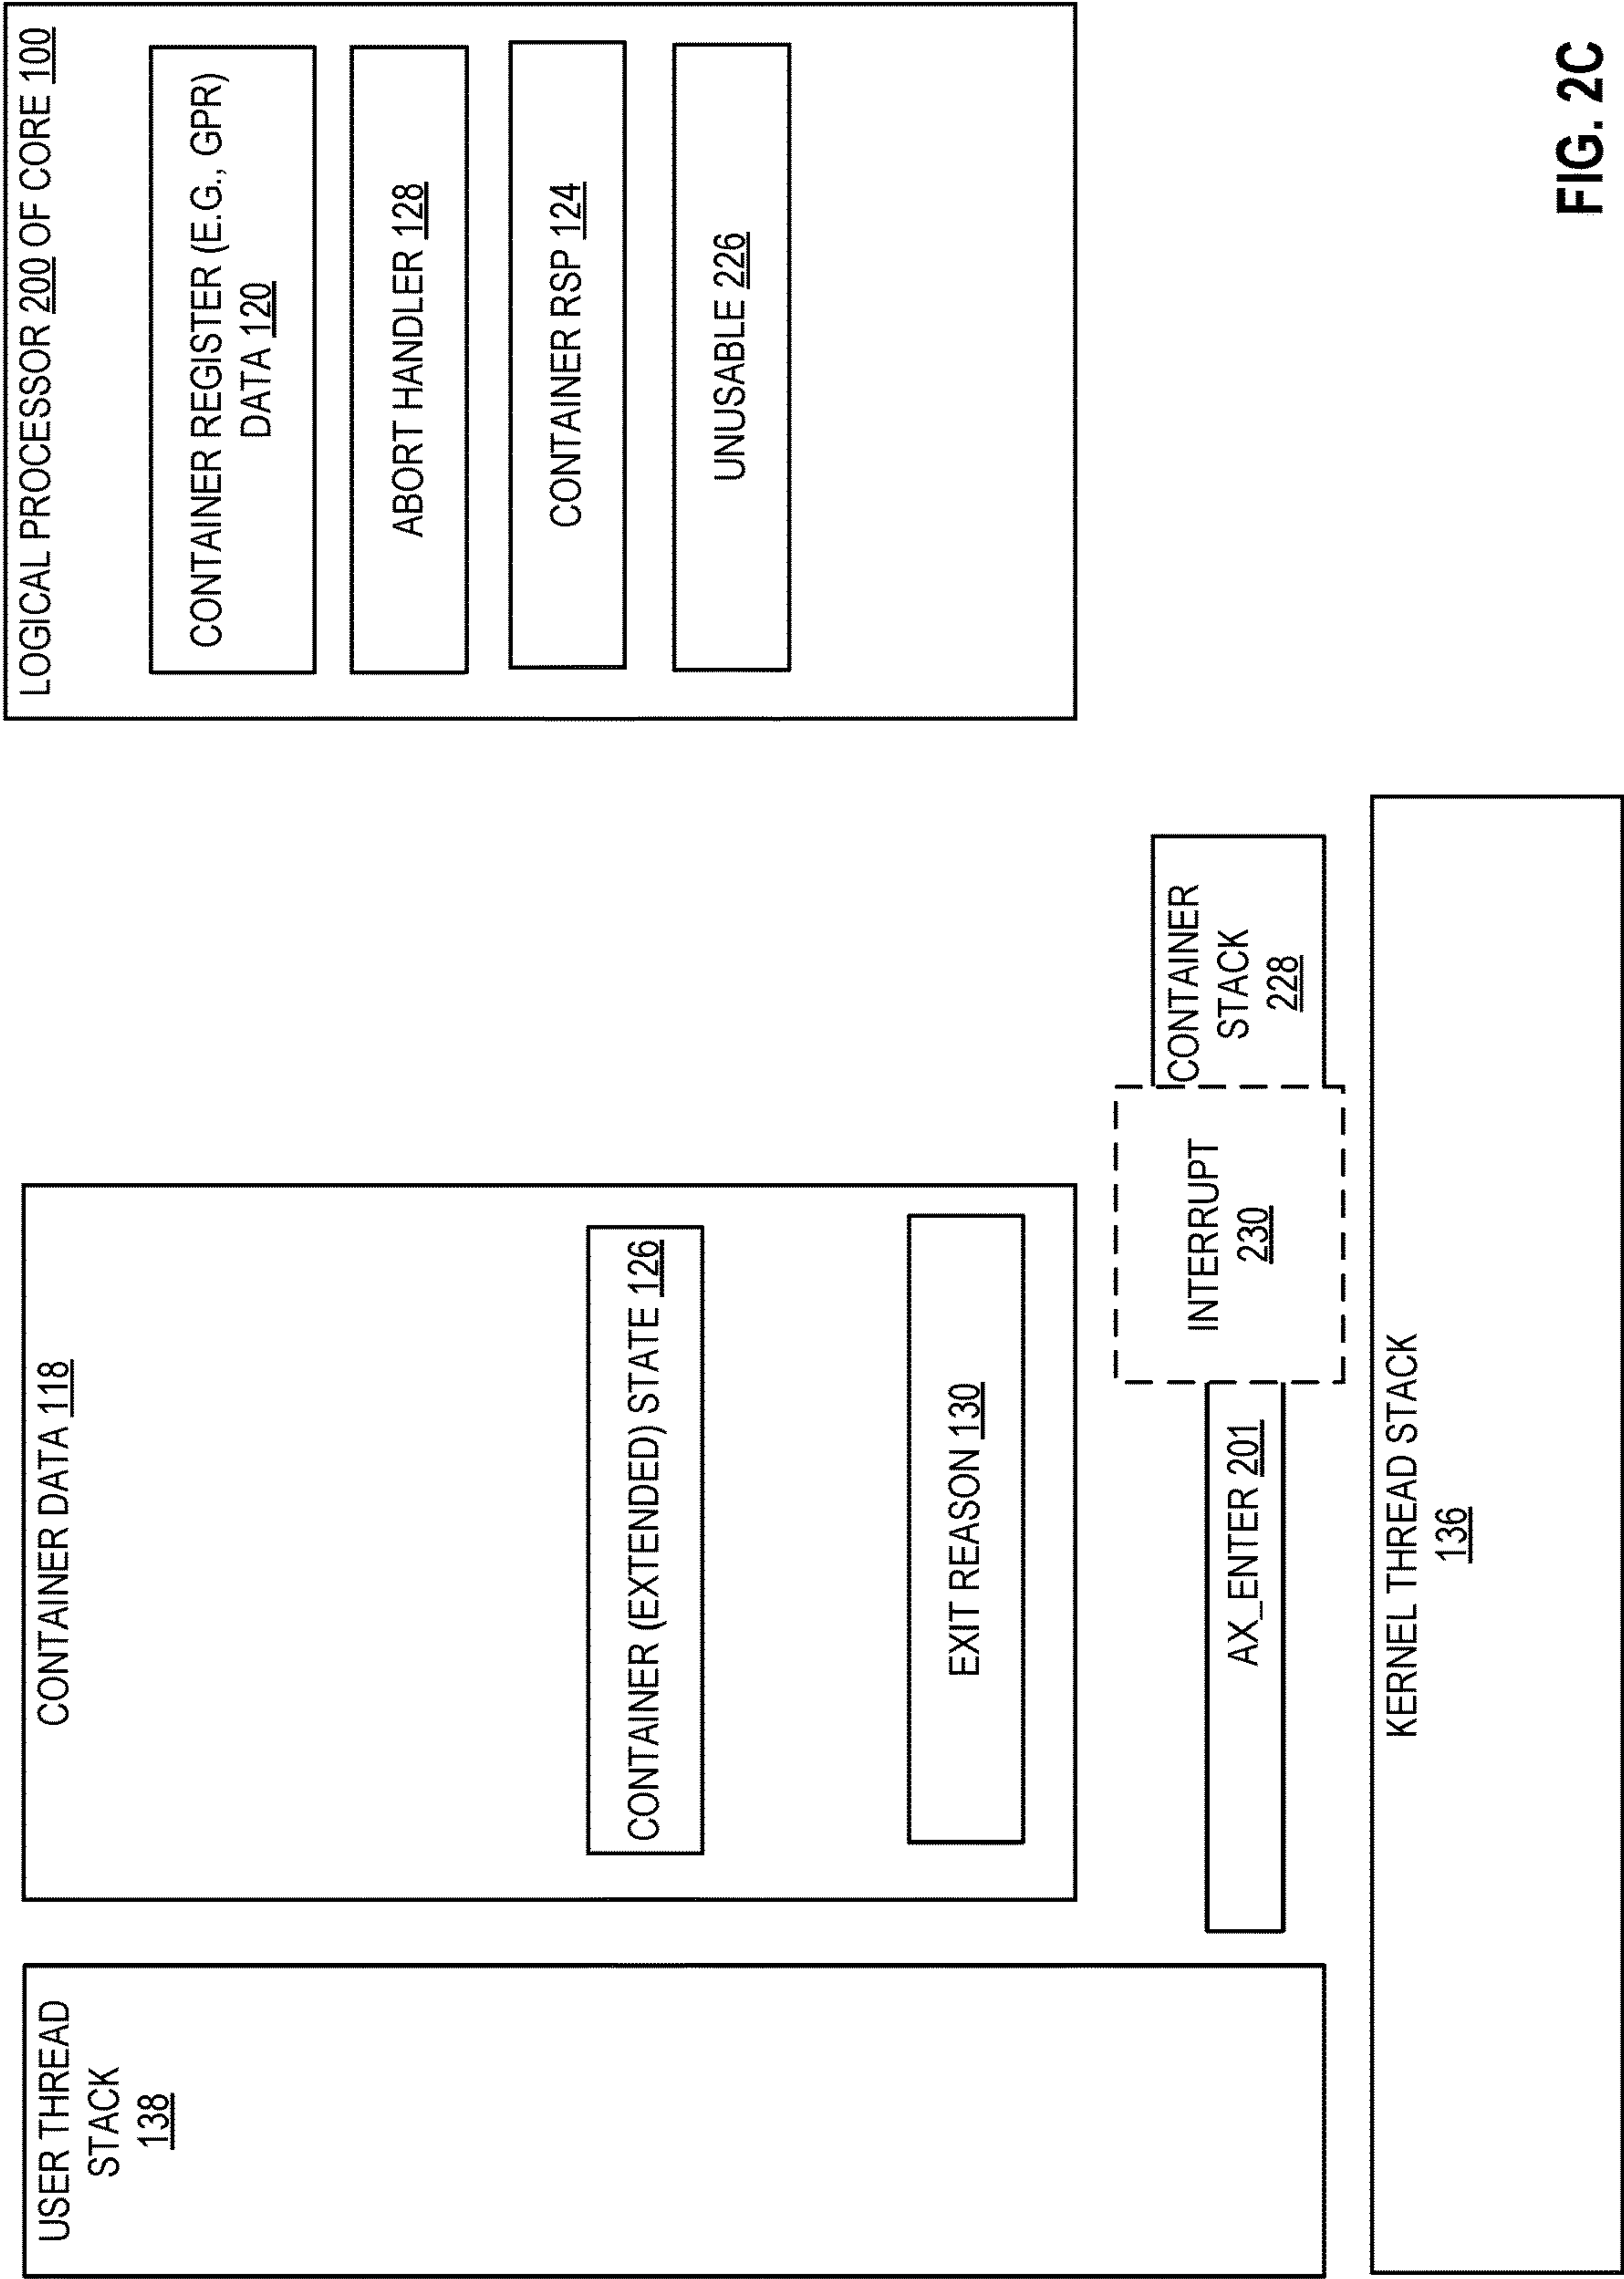 USER THREAD
STACK
138
CONTAINER DATA 118
CONTAINER (EXTENDED) STATE 126
EXIT REASON 130
LOGICAL PROCESSOR 200 OF CORE 100
CONTAINER REGISTER (E.G., GPR)
DATA 120
ABORT HANDLER 128
CONTAINER RSP 124
UNUSABLE 226
AX_ENTER 201
INTERRUPT
230
CONTAINER
STACK
228
KERNEL THREAD STACK
136
FIG. 2C